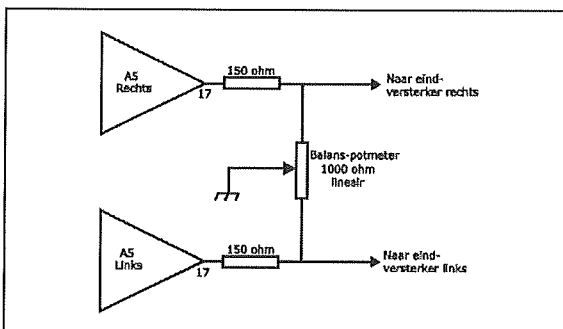 A5
Rechts
17
150 ohm
Naar eind-
versterker rechts
Balans-potmeter
1000 ohm
lineair
A5
Links
17
150 ohm
Naar eind-
versterker links